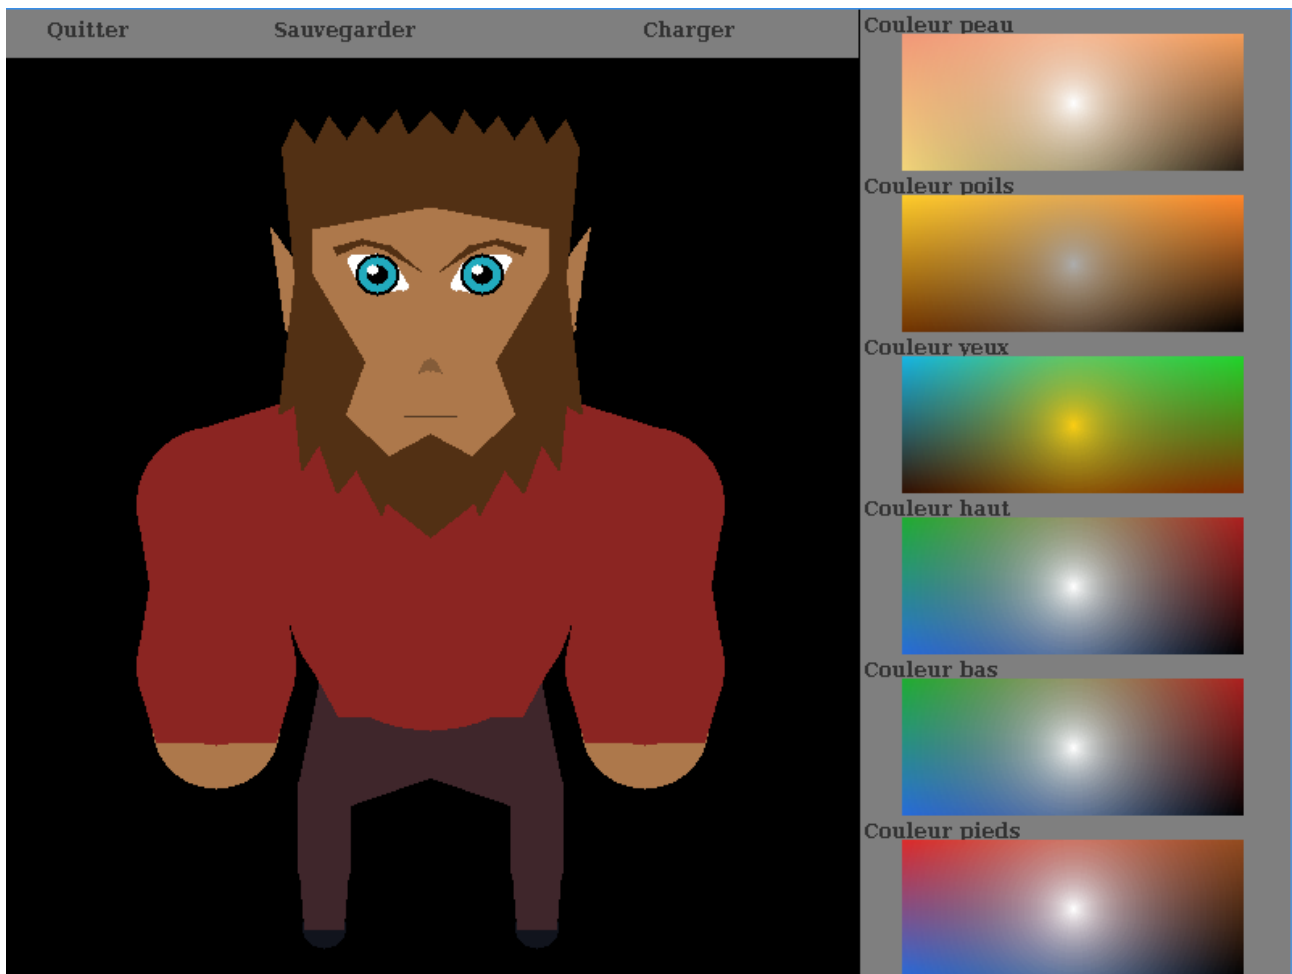 Quitter Sauvegarder Charger
Couleur peau
Couleur poils
Couleur yeux
Couleur haut
Couleur bas
Couleur pieds